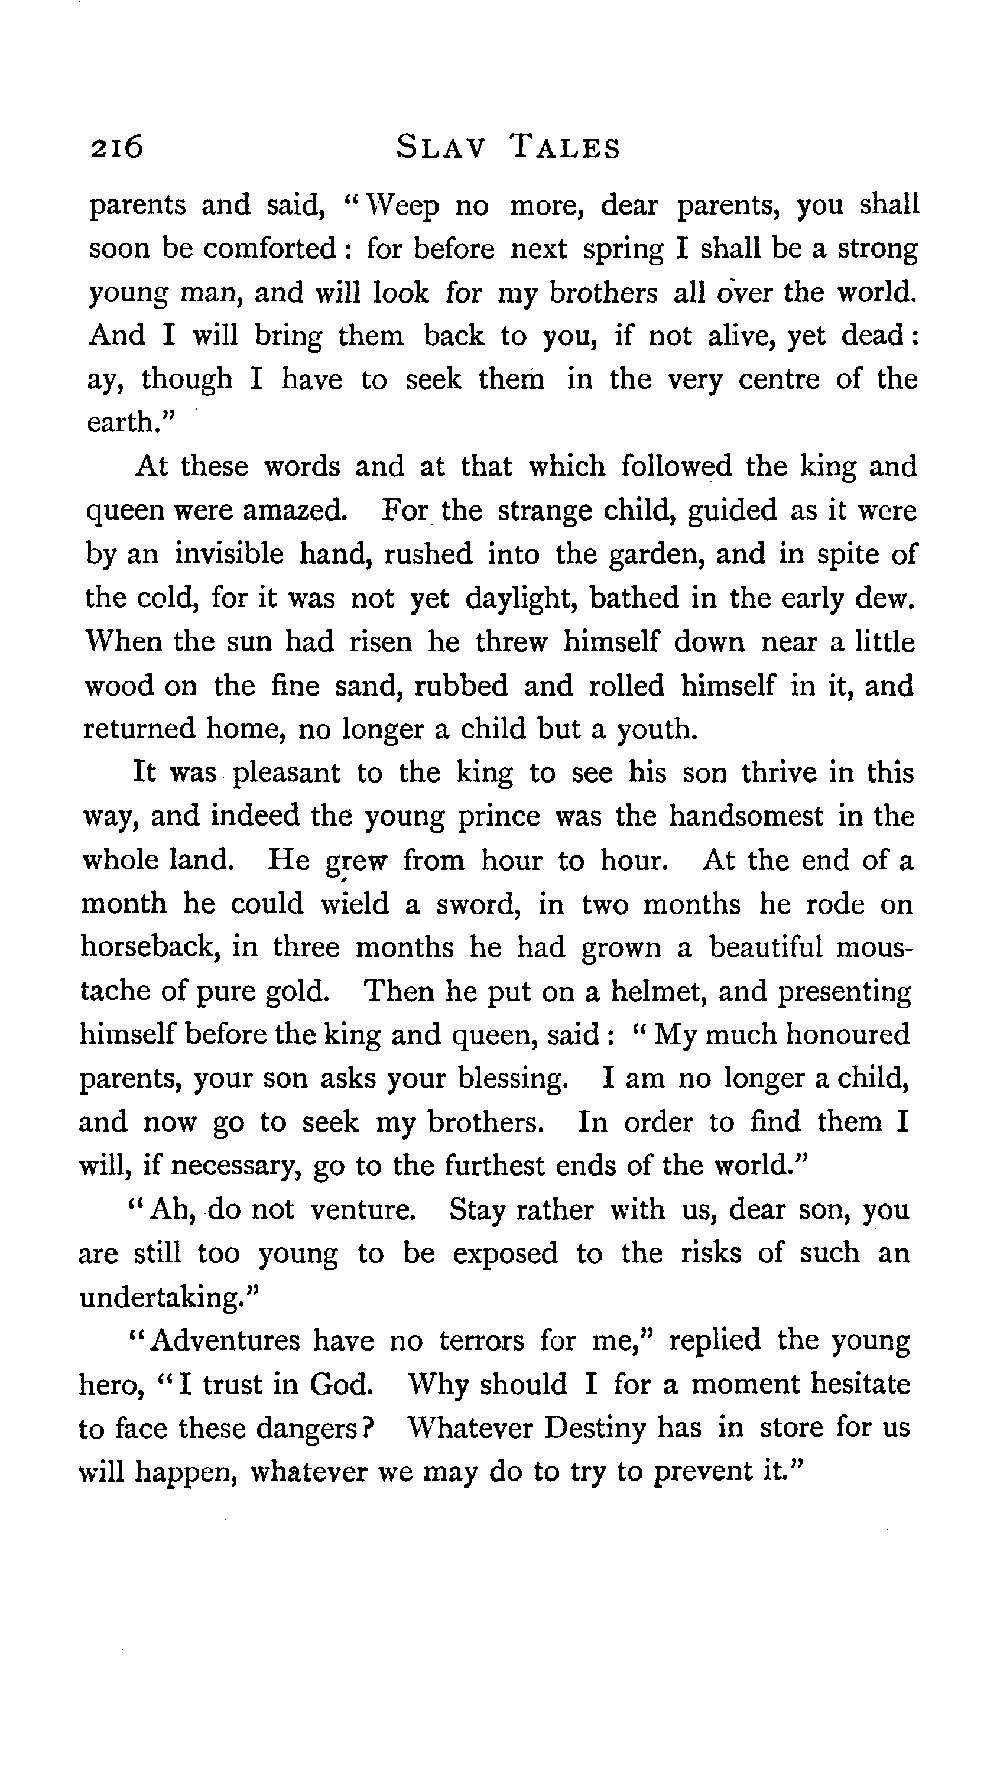 216 SLAV TALES
parents and said, “Weep no more, dear parents, you shall
soon be comforted: for before next spring I shall be a strong
young man, and will look for my brothers all over the world.
And I will bring them back to you, if not alive, yet dead:
ay, though I have to seek them in the very centre of the
earth.”
At these words and at that which followed the king and
queen were amazed. For the strange child, guided as it were
by an invisible hand, rushed into the garden, and in spite of
the cold, for it was not yet daylight, bathed in the early dew.
When the sun had risen he threw himself down near a little
wood on the fine sand, rubbed and rolled himself in it, and
returned home, no longer a child but a youth.
It was pleasant to the king to see his son thrive in this
way, and indeed the young prince was the handsomest in the
whole land. He grew from hour to hour. At the end of a
month he could wield a sword, in two months he rode on
horseback, in three months he had grown a beautiful mous-
tache of pure gold. Then he put on a helmet, and presenting
himself before the king and queen, said: “My much honoured
parents, your son asks your blessing. I am no longer a child,
and now go to seek my brothers. In order to find them I
will, if necessary, go to the furthest ends of the world.”
“Ah, do not venture. Stay rather with us, dear son, you
are still too young to be exposed to the risks of such an
undertaking.”
“Adventures have no terrors for me,” replied the young
hero, “I trust in God. Why should I for a moment hesitate
to face these dangers? Whatever Destiny has in store for us
will happen, whatever we may do to try to prevent it.”